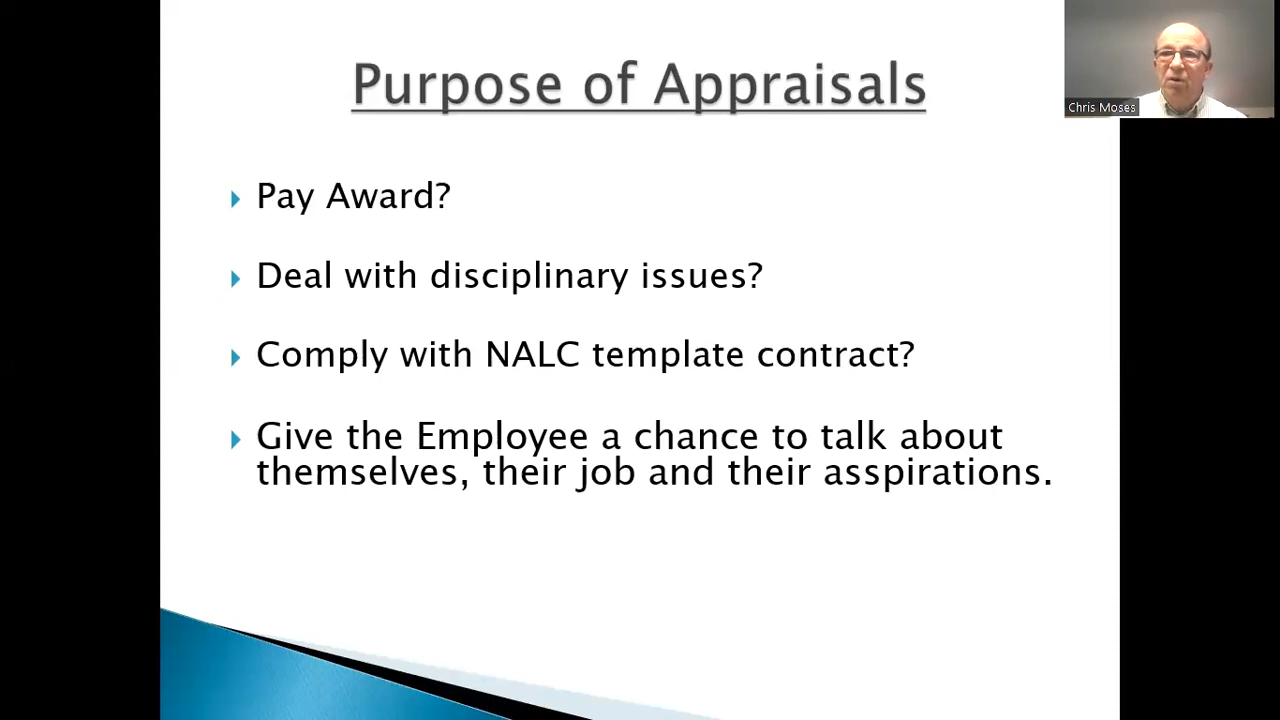 Purpose of Appraisals
Chris Moses
Pay Award?
Deal with disciplinary issues?
Comply with NALC template contract?
Give the Employee a chance to talk about
themselves, their job and their asspirations.